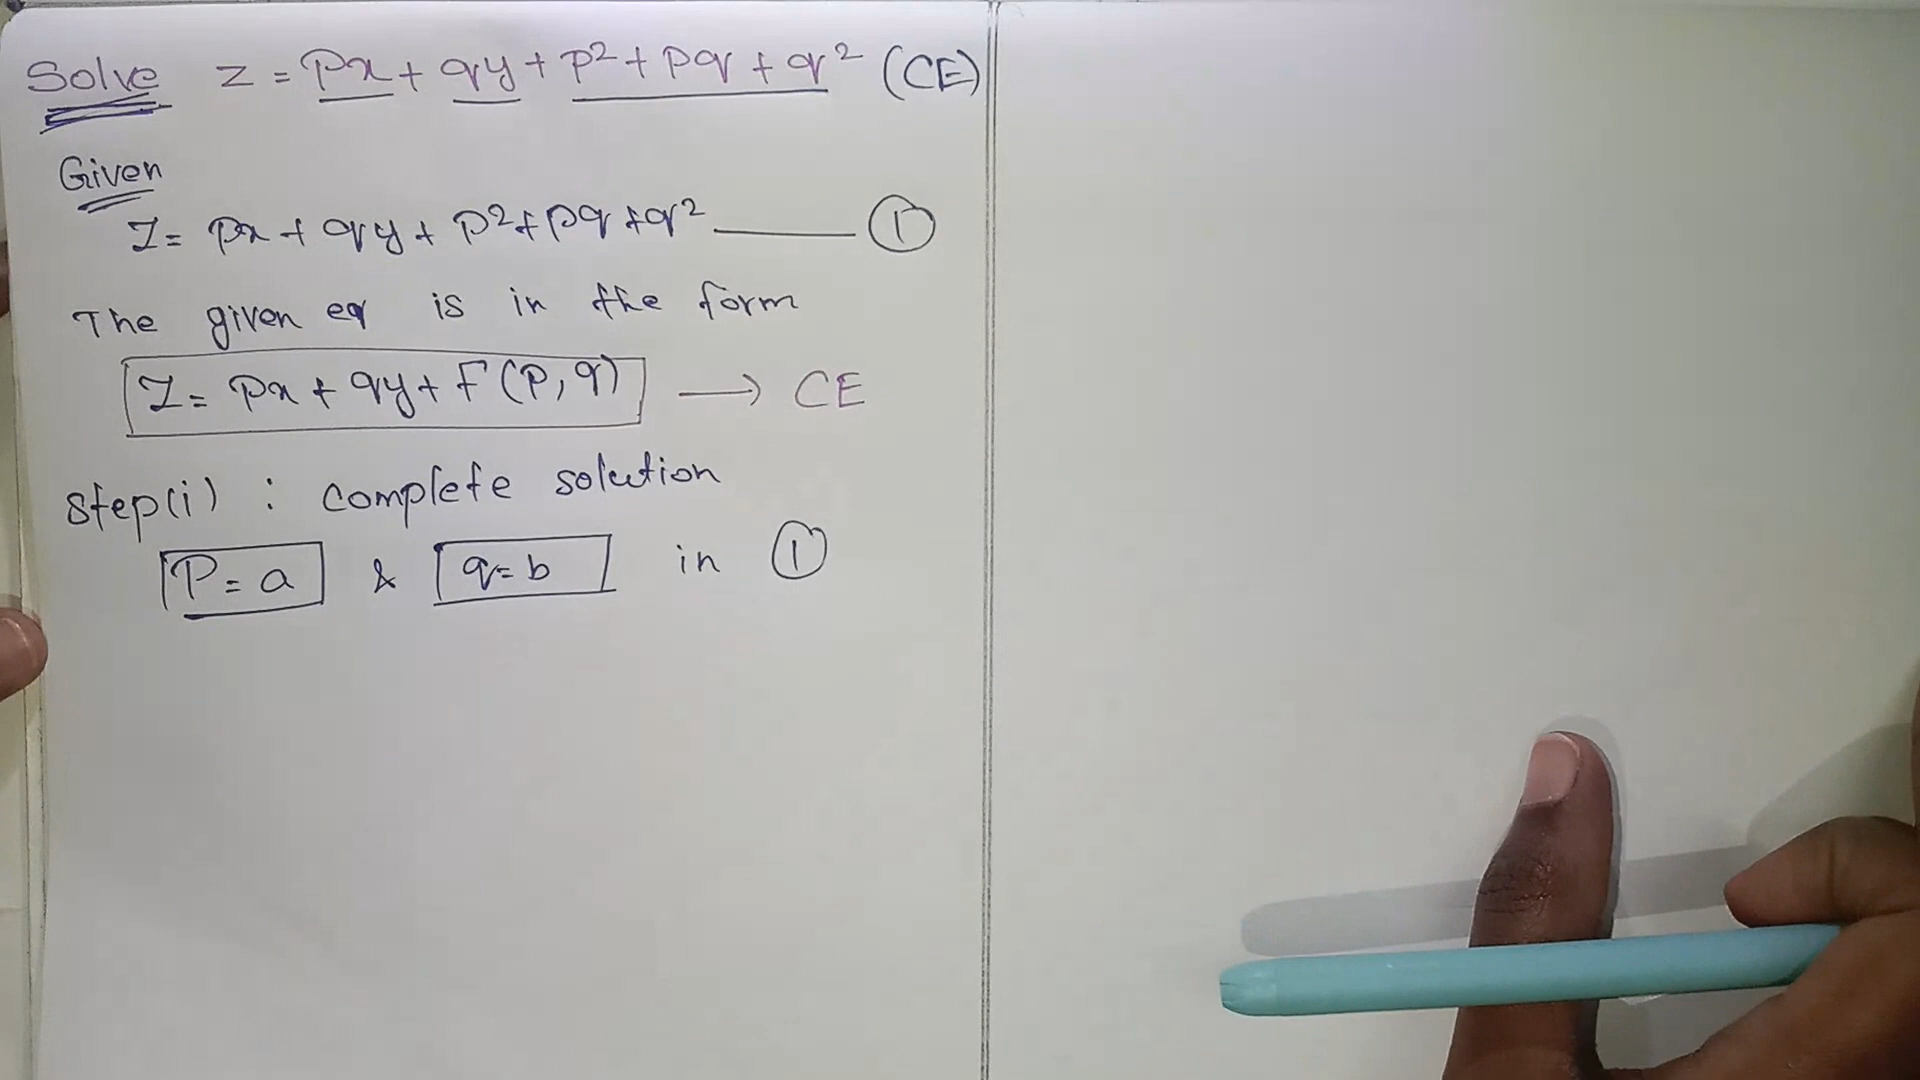 Solve z = px + qy + p² + pq + q² (CE)
Given
Z = px + qy + p² + pq + q² ——— ①
The given eq is in the form
Z = px + qy + F(p, q) → CE
Step(i) : complete solution
P = a & q = b in ①